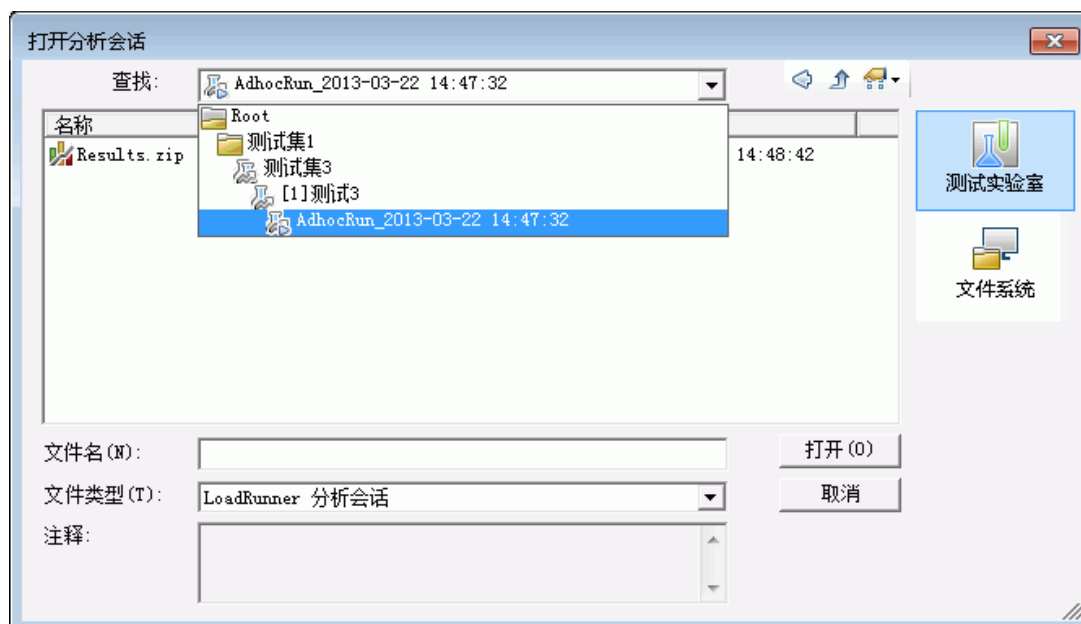 打开分析会话
查找:
AdhocRun_2013-03-22 14:47:32
Root
测试集1
测试集3
[1]测试3
AdhocRun_2013-03-22 14:47:32
名称
Results.zip
14:48:42
测试实验室
文件系统
文件名(N):
打开(O)
文件类型(T):
LoadRunner 分析会话
取消
注释: